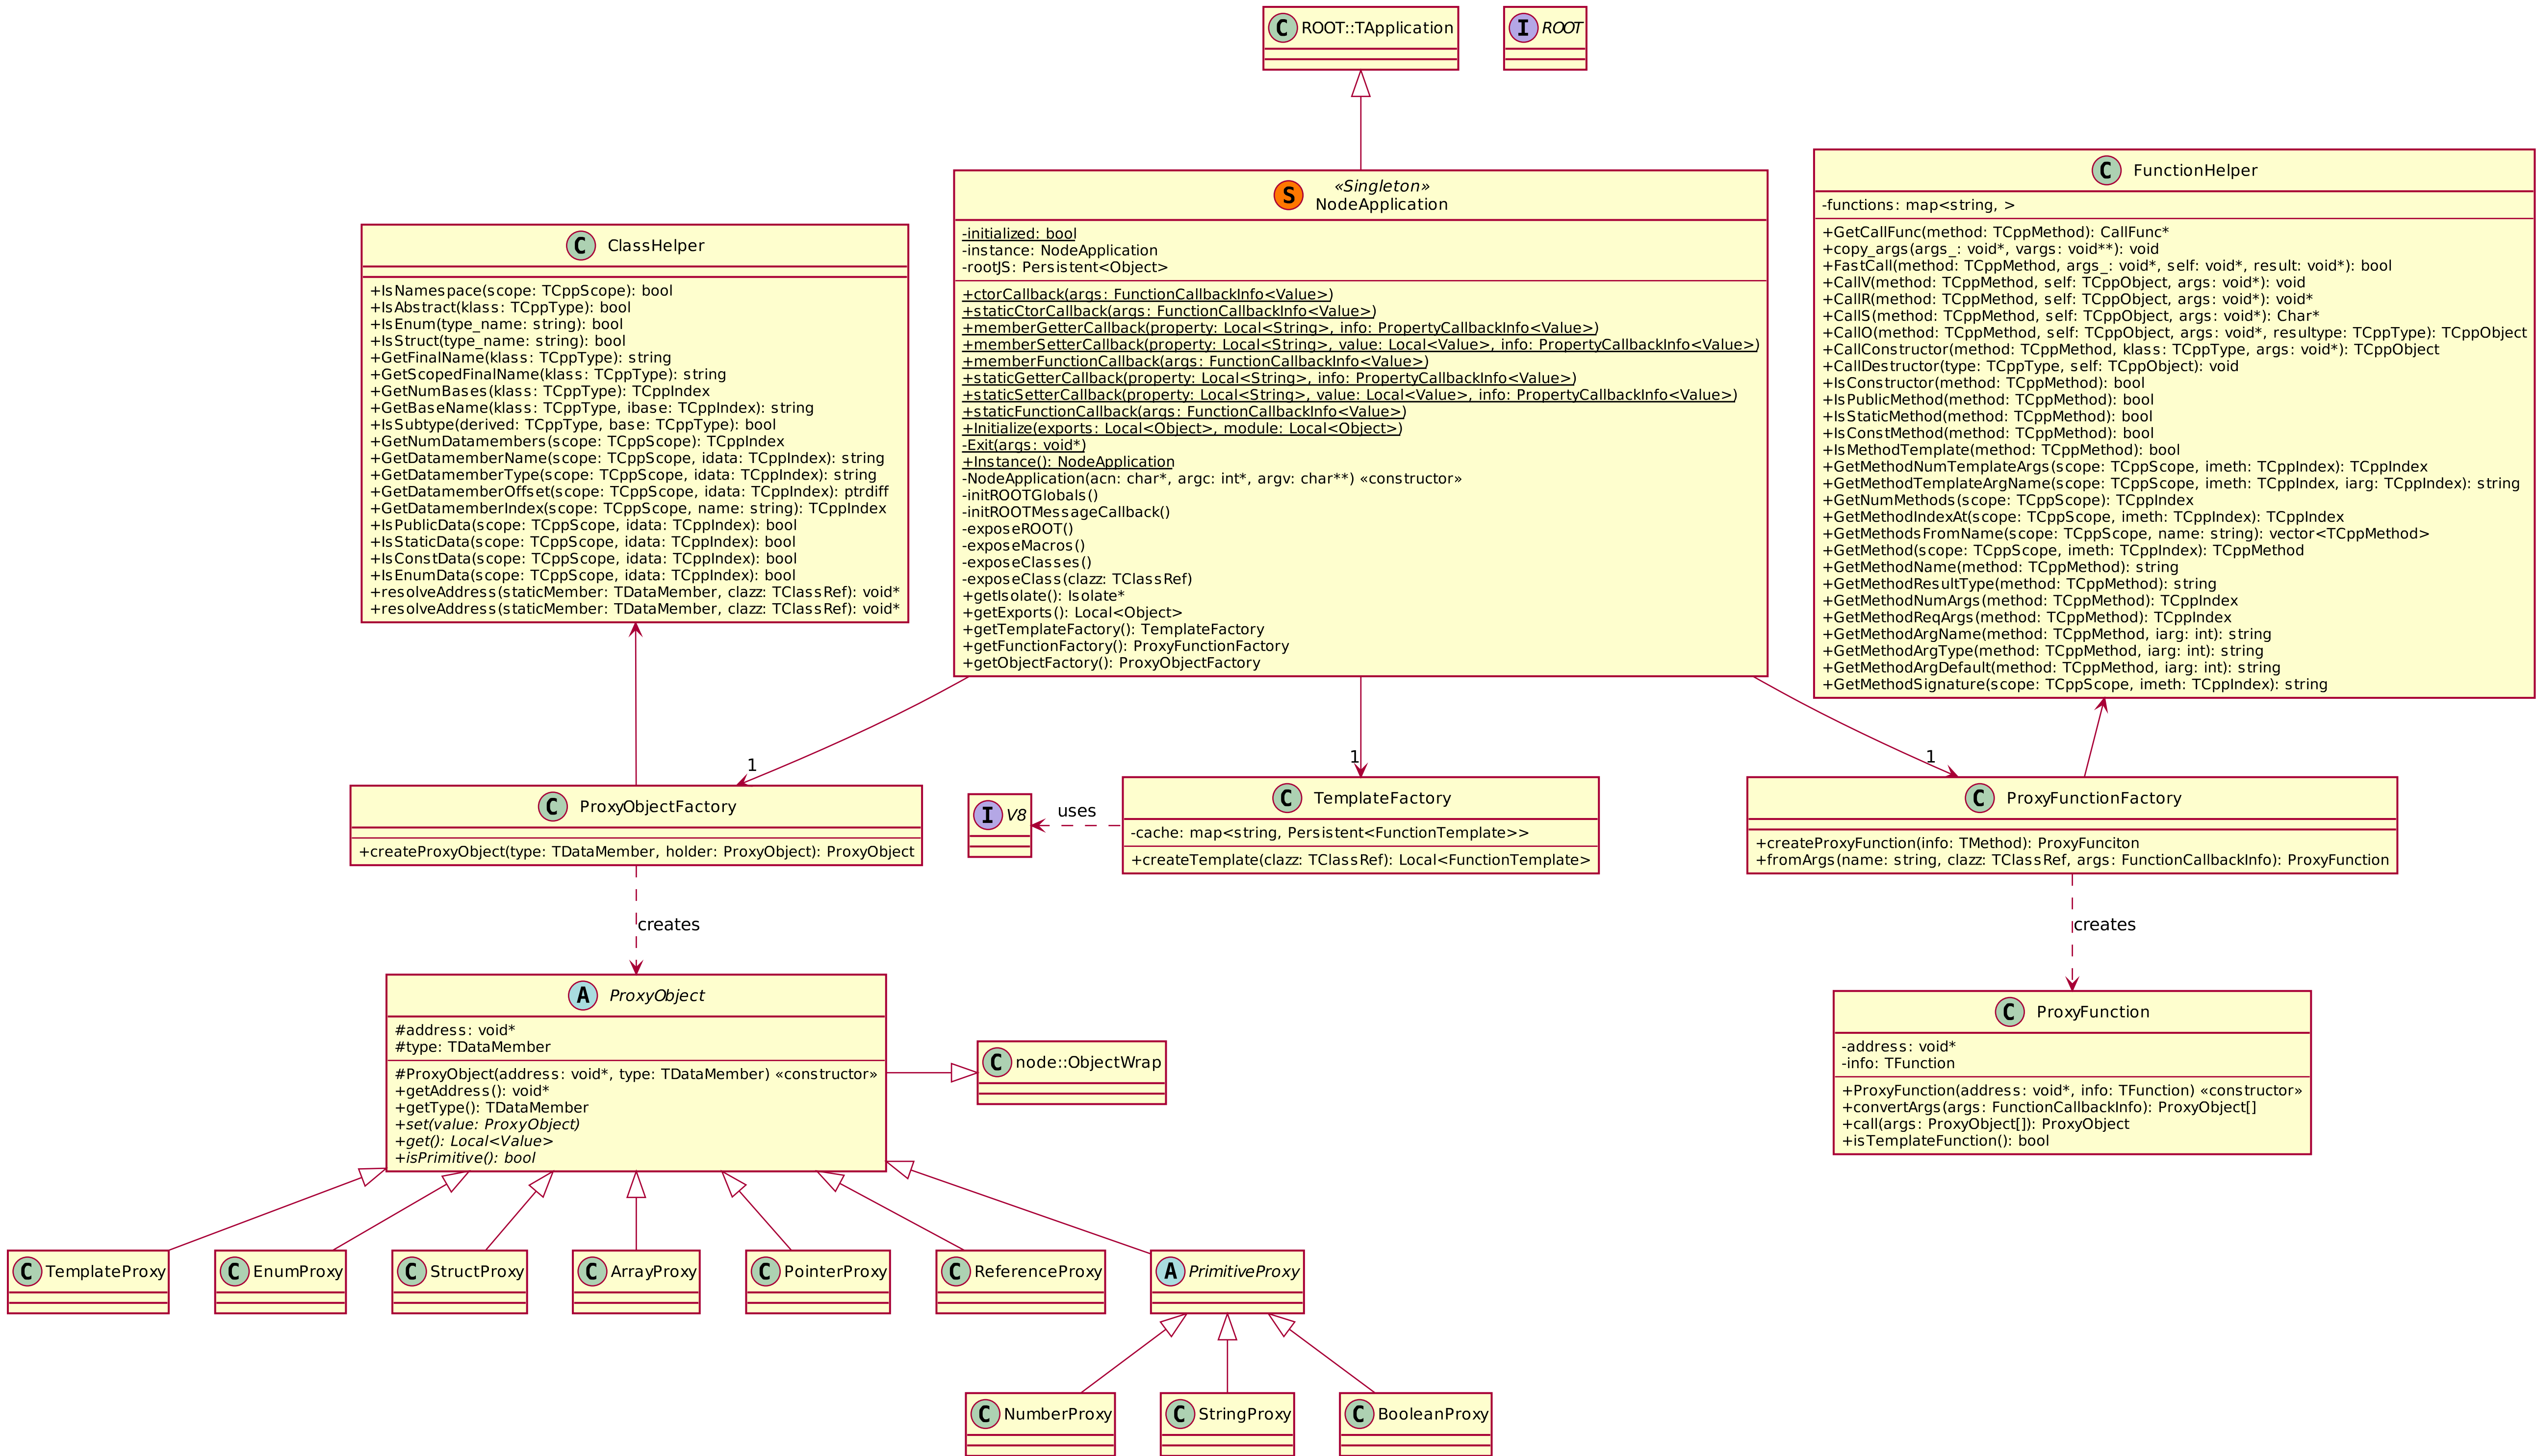 C ROOT::TApplication
I ROOT
C ClassHelper
+IsNamespace(scope: TCppScope): bool
+IsAbstract(klass: TCppType): bool
+IsEnum(type_name: string): bool
+IsStruct(type_name: string): bool
+GetFinalName(klass: TCppType): string
+GetScopedFinalName(klass: TCppType): string
+GetNumBases(klass: TCppType): TCppIndex
+GetBaseName(klass: TCppType, ibase: TCppIndex): string
+IsSubtype(derived: TCppType, base: TCppType): bool
+GetNumDatamembers(scope: TCppScope): TCppIndex
+GetDatamemberName(scope: TCppScope, idata: TCppIndex): string
+GetDatamemberType(scope: TCppScope, idata: TCppIndex): string
+GetDatamemberOffset(scope: TCppScope, idata: TCppIndex): ptrdiff
+GetDatamemberIndex(scope: TCppScope, name: string): TCppIndex
+IsPublicData(scope: TCppScope, idata: TCppIndex): bool
+IsStaticData(scope: TCppScope, idata: TCppIndex): bool
+IsConstData(scope: TCppScope, idata: TCppIndex): bool
+IsEnumData(scope: TCppScope, idata: TCppIndex): bool
+resolveAddress(staticMember: TDataMember, clazz: TClassRef): void*
+resolveAddress(staticMember: TDataMember, clazz: TClassRef): void*
S «Singleton»
NodeApplication
-initialized: bool
-instance: NodeApplication
-rootJS: Persistent<Object>
+ctorCallback(args: FunctionCallbackInfo<Value>)
+staticCtorCallback(args: FunctionCallbackInfo<Value>)
+memberGetterCallback(property: Local<String>, info: PropertyCallbackInfo<Value>)
+memberSetterCallback(property: Local<String>, value: Local<Value>, info: PropertyCallbackInfo<Value>)
+memberFunctionCallback(args: FunctionCallbackInfo<Value>)
+staticGetterCallback(property: Local<String>, info: PropertyCallbackInfo<Value>)
+staticSetterCallback(property: Local<String>, value: Local<Value>, info: PropertyCallbackInfo<Value>)
+staticFunctionCallback(args: FunctionCallbackInfo<Value>)
+Initialize(exports: Local<Object>, module: Local<Object>)
-Exit(args: void*)
+Instance(): NodeApplication
-NodeApplication(acn: char*, argc: int*, argv: char**) «constructor»
-initROOTGlobals()
-initROOTMessageCallback()
-exposeROOT()
-exposeMacros()
-exposeClasses()
-exposeClass(clazz: TClassRef)
+getIsolate(): Isolate*
+getExports(): Local<Object>
+getTemplateFactory(): TemplateFactory
+getFunctionFactory(): ProxyFunctionFactory
+getObjectFactory(): ProxyObjectFactory
C FunctionHelper
-functions: map<string, >
+GetCallFunc(method: TCppMethod): CallFunc*
+copy_args(args_: void*, vargs: void**): void
+FastCall(method: TCppMethod, args_: void*, self: void*, result: void*): bool
+CallV(method: TCppMethod, self: TCppObject, args: void*): void
+CallR(method: TCppMethod, self: TCppObject, args: void*): void*
+CallS(method: TCppMethod, self: TCppObject, args: void*): Char*
+CallO(method: TCppMethod, self: TCppObject, args: void*, resultype: TCppType): TCppObject
+CallConstructor(method: TCppMethod, klass: TCppType, args: void*): TCppObject
+CallDestructor(type: TCppType, self: TCppObject): void
+IsConstructor(method: TCppMethod): bool
+IsPublicMethod(method: TCppMethod): bool
+IsStaticMethod(method: TCppMethod): bool
+IsConstMethod(method: TCppMethod): bool
+IsMethodTemplate(method: TCppMethod): bool
+GetMethodNumTemplateArgs(scope: TCppScope, imeth: TCppIndex): TCppIndex
+GetMethodTemplateArgName(scope: TCppScope, imeth: TCppIndex, iarg: TCppIndex): string
+GetNumMethods(scope: TCppScope): TCppIndex
+GetMethodIndexAt(scope: TCppScope, imeth: TCppIndex): TCppIndex
+GetMethodsFromName(scope: TCppScope, name: string): vector<TCppMethod>
+GetMethod(scope: TCppScope, imeth: TCppIndex): TCppMethod
+GetMethodName(method: TCppMethod): string
+GetMethodResultType(method: TCppMethod): string
+GetMethodNumArgs(method: TCppMethod): TCppIndex
+GetMethodReqArgs(method: TCppMethod): TCppIndex
+GetMethodArgName(method: TCppMethod, iarg: int): string
+GetMethodArgType(method: TCppMethod, iarg: int): string
+GetMethodArgDefault(method: TCppMethod, iarg: int): string
+GetMethodSignature(scope: TCppScope, imeth: TCppIndex): string
1
1
1
C ProxyObjectFactory
+createProxyObject(type: TDataMember, holder: ProxyObject): ProxyObject
I V8
uses
C TemplateFactory
-cache: map<string, Persistent<FunctionTemplate>>
+createTemplate(clazz: TClassRef): Local<FunctionTemplate>
C ProxyFunctionFactory
+createProxyFunction(info: TMethod): ProxyFunciton
+fromArgs(name: string, clazz: TClassRef, args: FunctionCallbackInfo): ProxyFunction
creates
creates
A ProxyObject
#address: void*
#type: TDataMember
#ProxyObject(address: void*, type: TDataMember) «constructor»
+getAddress(): void*
+getType(): TDataMember
+set(value: ProxyObject)
+get(): Local<Value>
+isPrimitive(): bool
C node::ObjectWrap
C ProxyFunction
-address: void*
-info: TFunction
+ProxyFunction(address: void*, info: TFunction) «constructor»
+convertArgs(args: FunctionCallbackInfo): ProxyObject[]
+call(args: ProxyObject[]): ProxyObject
+isTemplateFunction(): bool
C TemplateProxy
C EnumProxy
C StructProxy
C ArrayProxy
C PointerProxy
C ReferenceProxy
A PrimitiveProxy
C NumberProxy
C StringProxy
C BooleanProxy